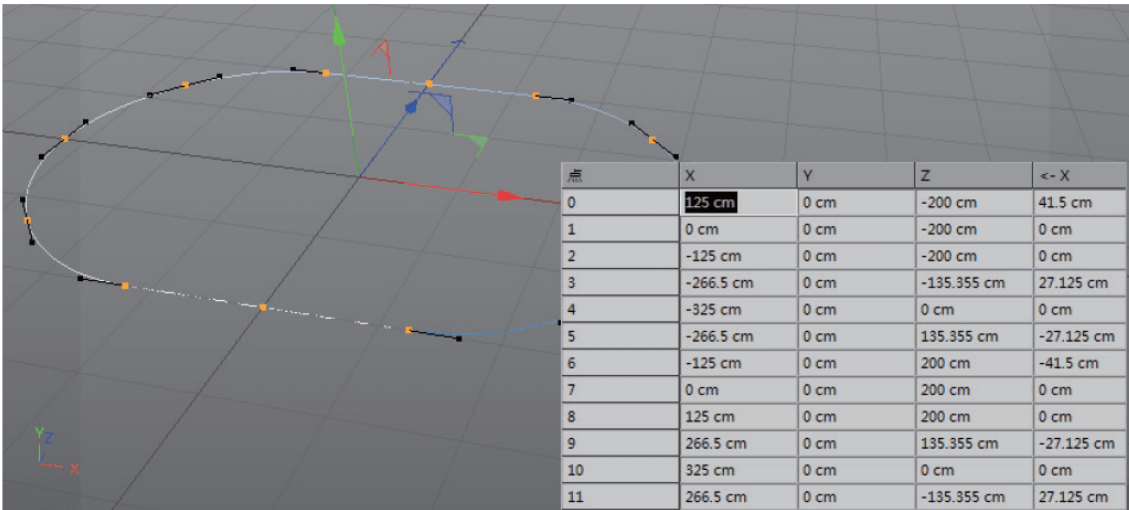 点 X Y Z <- X
0 125 cm 0 cm -200 cm 41.5 cm
1 0 cm 0 cm -200 cm 0 cm
2 -125 cm 0 cm -200 cm 0 cm
3 -266.5 cm 0 cm -135.355 cm 27.125 cm
4 -325 cm 0 cm 0 cm 0 cm
5 -266.5 cm 0 cm 135.355 cm -27.125 cm
6 -125 cm 0 cm 200 cm -41.5 cm
7 0 cm 0 cm 200 cm 0 cm
8 125 cm 0 cm 200 cm 0 cm
9 266.5 cm 0 cm 135.355 cm -27.125 cm
10 325 cm 0 cm 0 cm 0 cm
11 266.5 cm 0 cm -135.355 cm 27.125 cm
Y Z
X